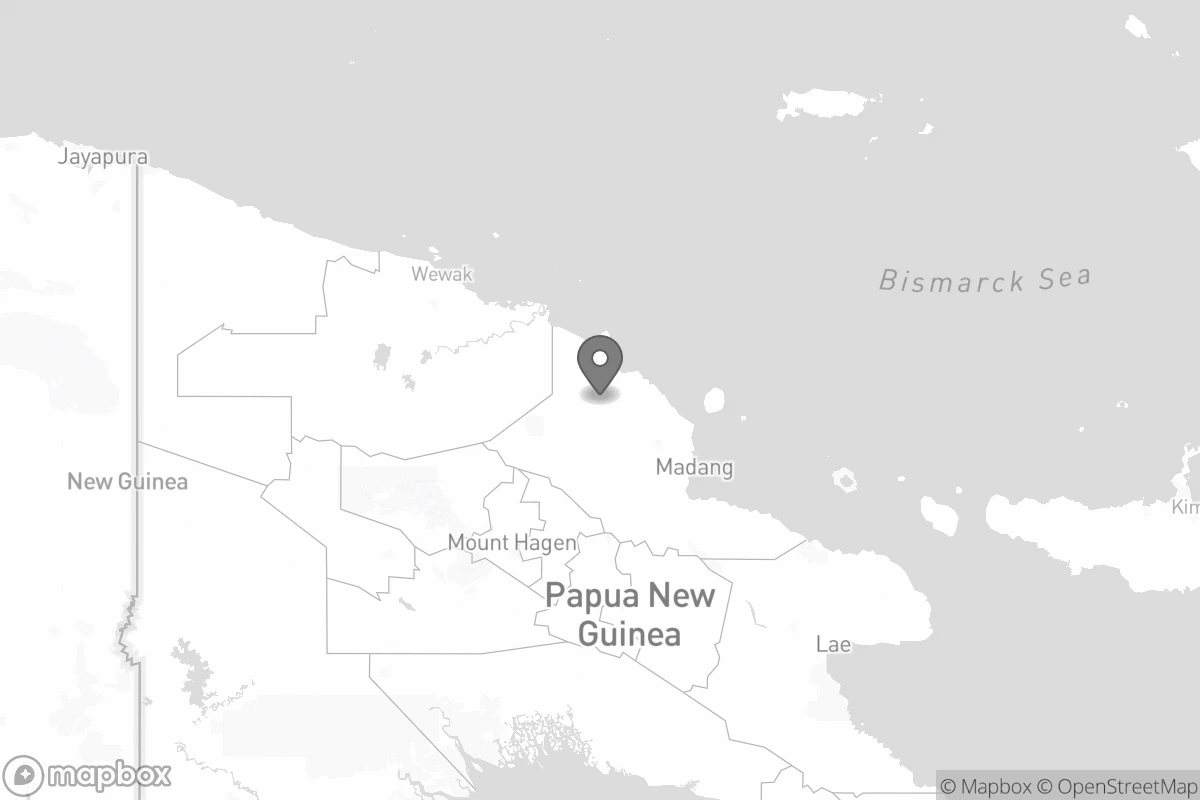 Jayapura
Wewak
Bismarck Sea
Madang
New Guinea
Kim
Mount Hagen
Papua New
Guinea
Lae
mapbox
© Mapbox © OpenStreetMap